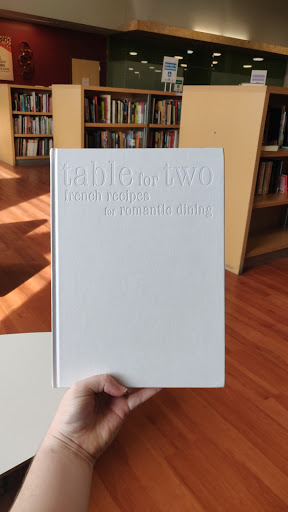 table for two
french recipes
for romantic dining